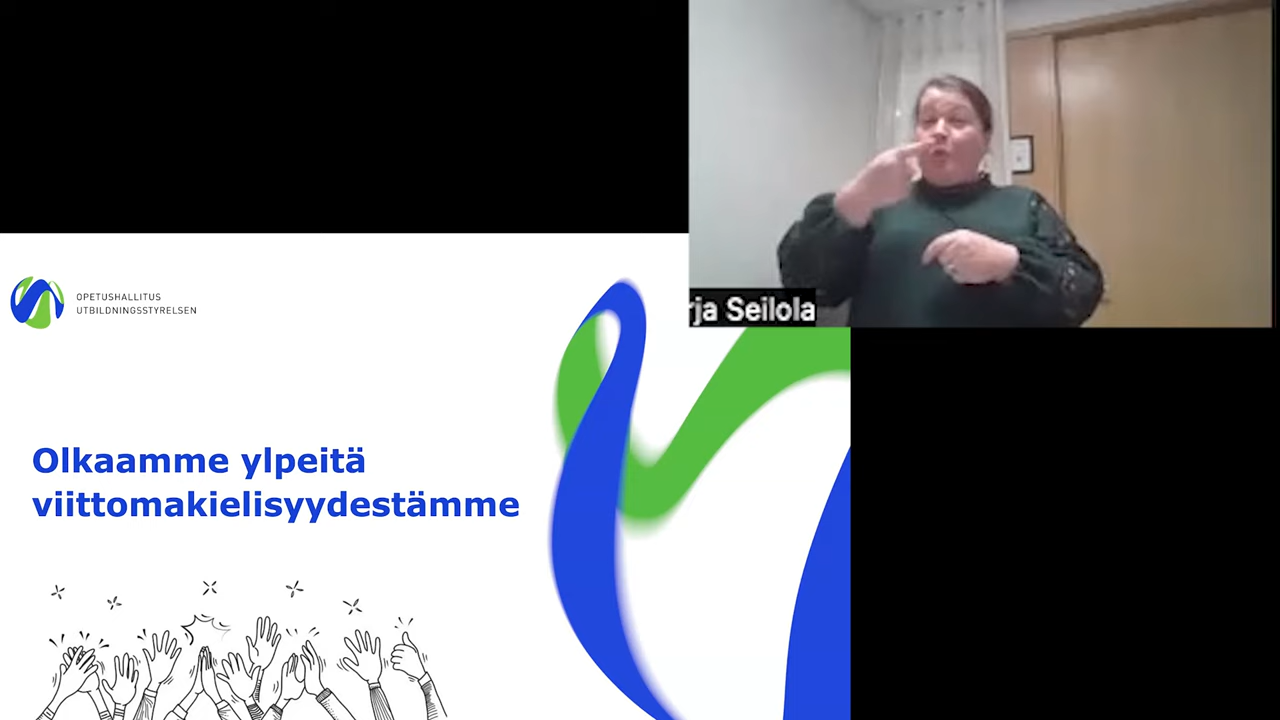 rja Seilola
OPETUSHALLITUS
UTBILDNINGSSTYRELSEN
Olkaamme ylpeitä
viittomakielisyydestämme